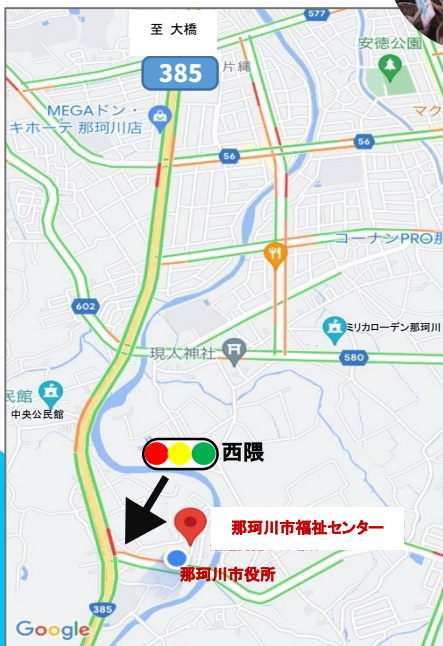 577
至 大橋
安徳公園
385
片縄
MEGAドン・
キホーテ 那珂川店
マク
56
56
コーナンPRO那
602
ミリカローデン那珂川
現人神社
580
民館
中央公民館
西隈
那珂川市福祉センター
那珂川市役所
385
Google